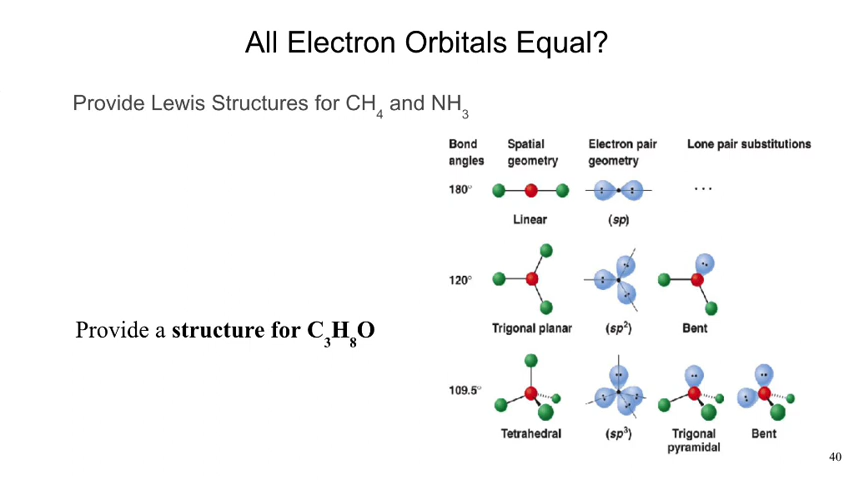 All Electron Orbitals Equal?
Provide Lewis Structures for CH₄ and NH₃
Bond angles
Spatial geometry
Electron pair geometry
Lone pair substitutions
180°
...
Linear
(sp)
120°
Trigonal planar
(sp²)
Bent
Provide a structure for C₃H₈O
109.5°
Tetrahedral
(sp³)
Trigonal pyramidal
Bent
40